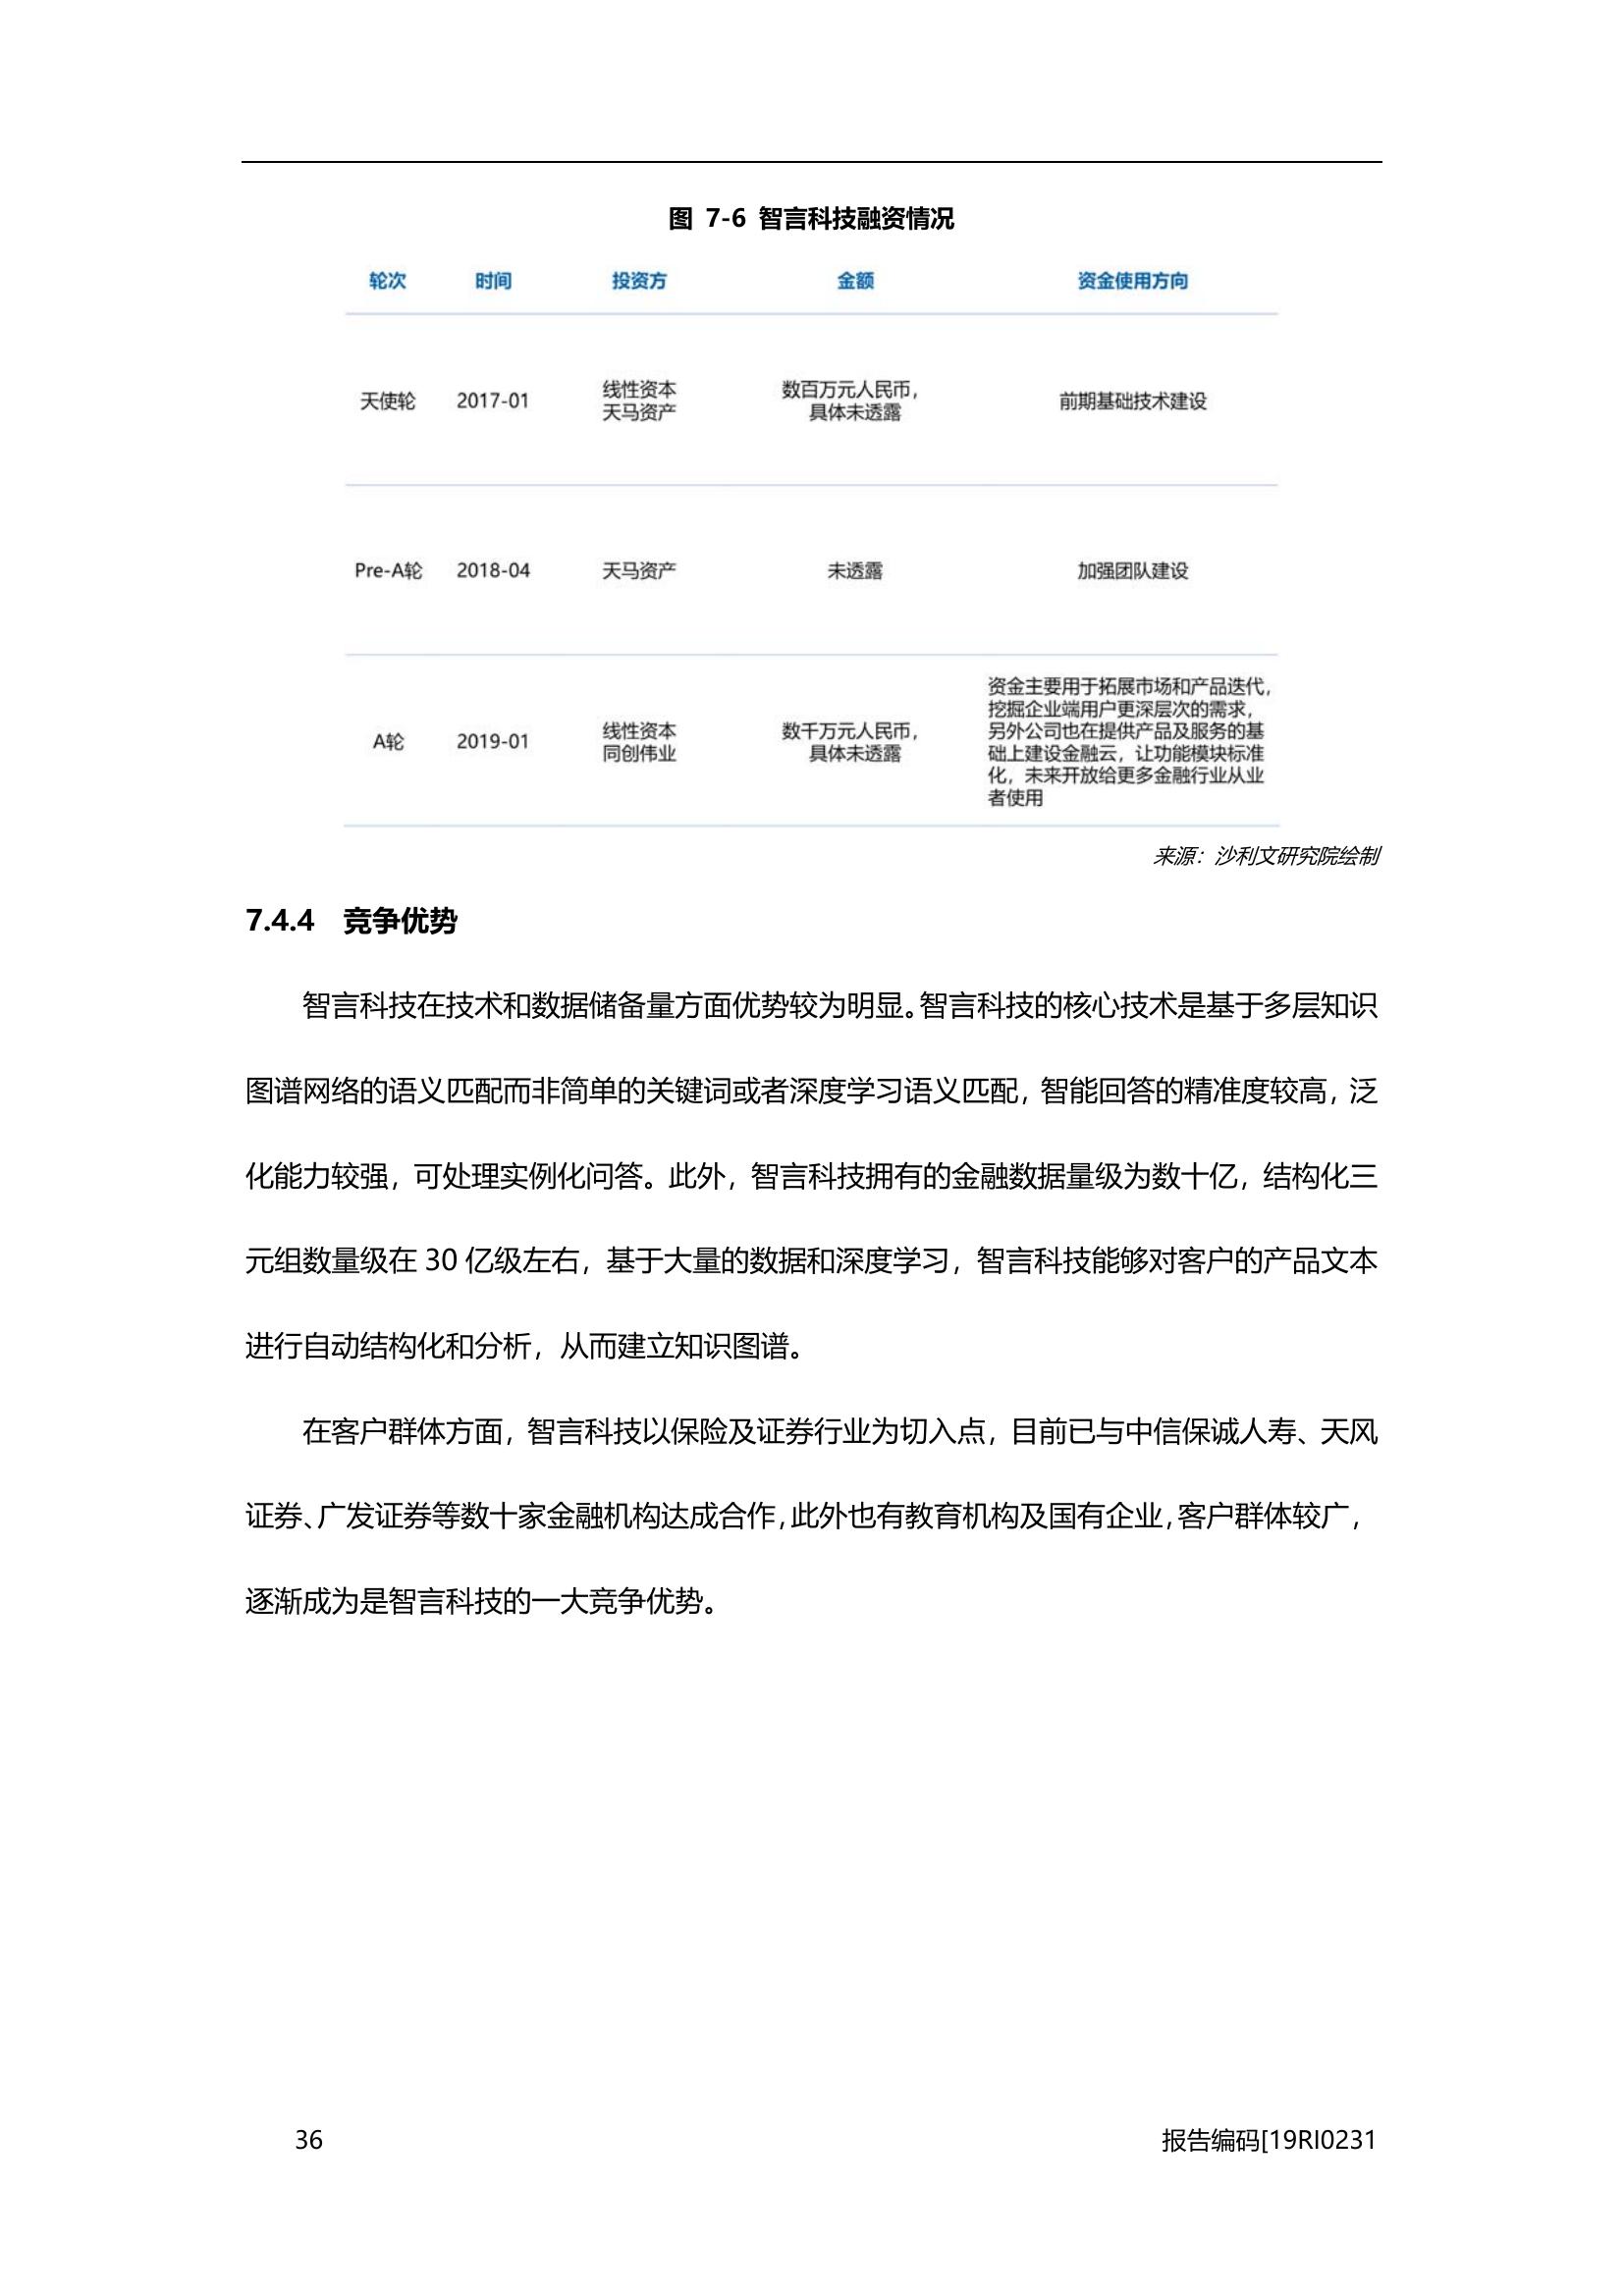 图 7-6 智言科技融资情况
轮次 时间 投资方 金额 资金使用方向
天使轮 2017-01 线性资本 天马资产 数百万元人民币， 具体未透露 前期基础技术建设
Pre-A轮 2018-04 天马资产 未透露 加强团队建设
A轮 2019-01 线性资本 同创伟业 数千万元人民币， 具体未透露
资金主要用于拓展市场和产品迭代，
挖掘企业端用户更深层次的需求，
另外公司也在提供产品及服务的基
础上建设金融云，让功能模块标准
化，未来开放给更多金融行业从业
者使用
来源：沙利文研究院绘制
7.4.4 竞争优势
智言科技在技术和数据储备量方面优势较为明显。智言科技的核心技术是基于多层知识
图谱网络的语义匹配而非简单的关键词或者深度学习语义匹配，智能回答的精准度较高，泛
化能力较强，可处理实例化问答。此外，智言科技拥有的金融数据量级为数十亿，结构化三
元组数量级在 30 亿级左右，基于大量的数据和深度学习，智言科技能够对客户的产品文本
进行自动结构化和分析，从而建立知识图谱。
在客户群体方面，智言科技以保险及证券行业为切入点，目前已与中信保诚人寿、天风
证券、广发证券等数十家金融机构达成合作，此外也有教育机构及国有企业，客户群体较广，
逐渐成为是智言科技的一大竞争优势。
36 报告编码[19RI0231